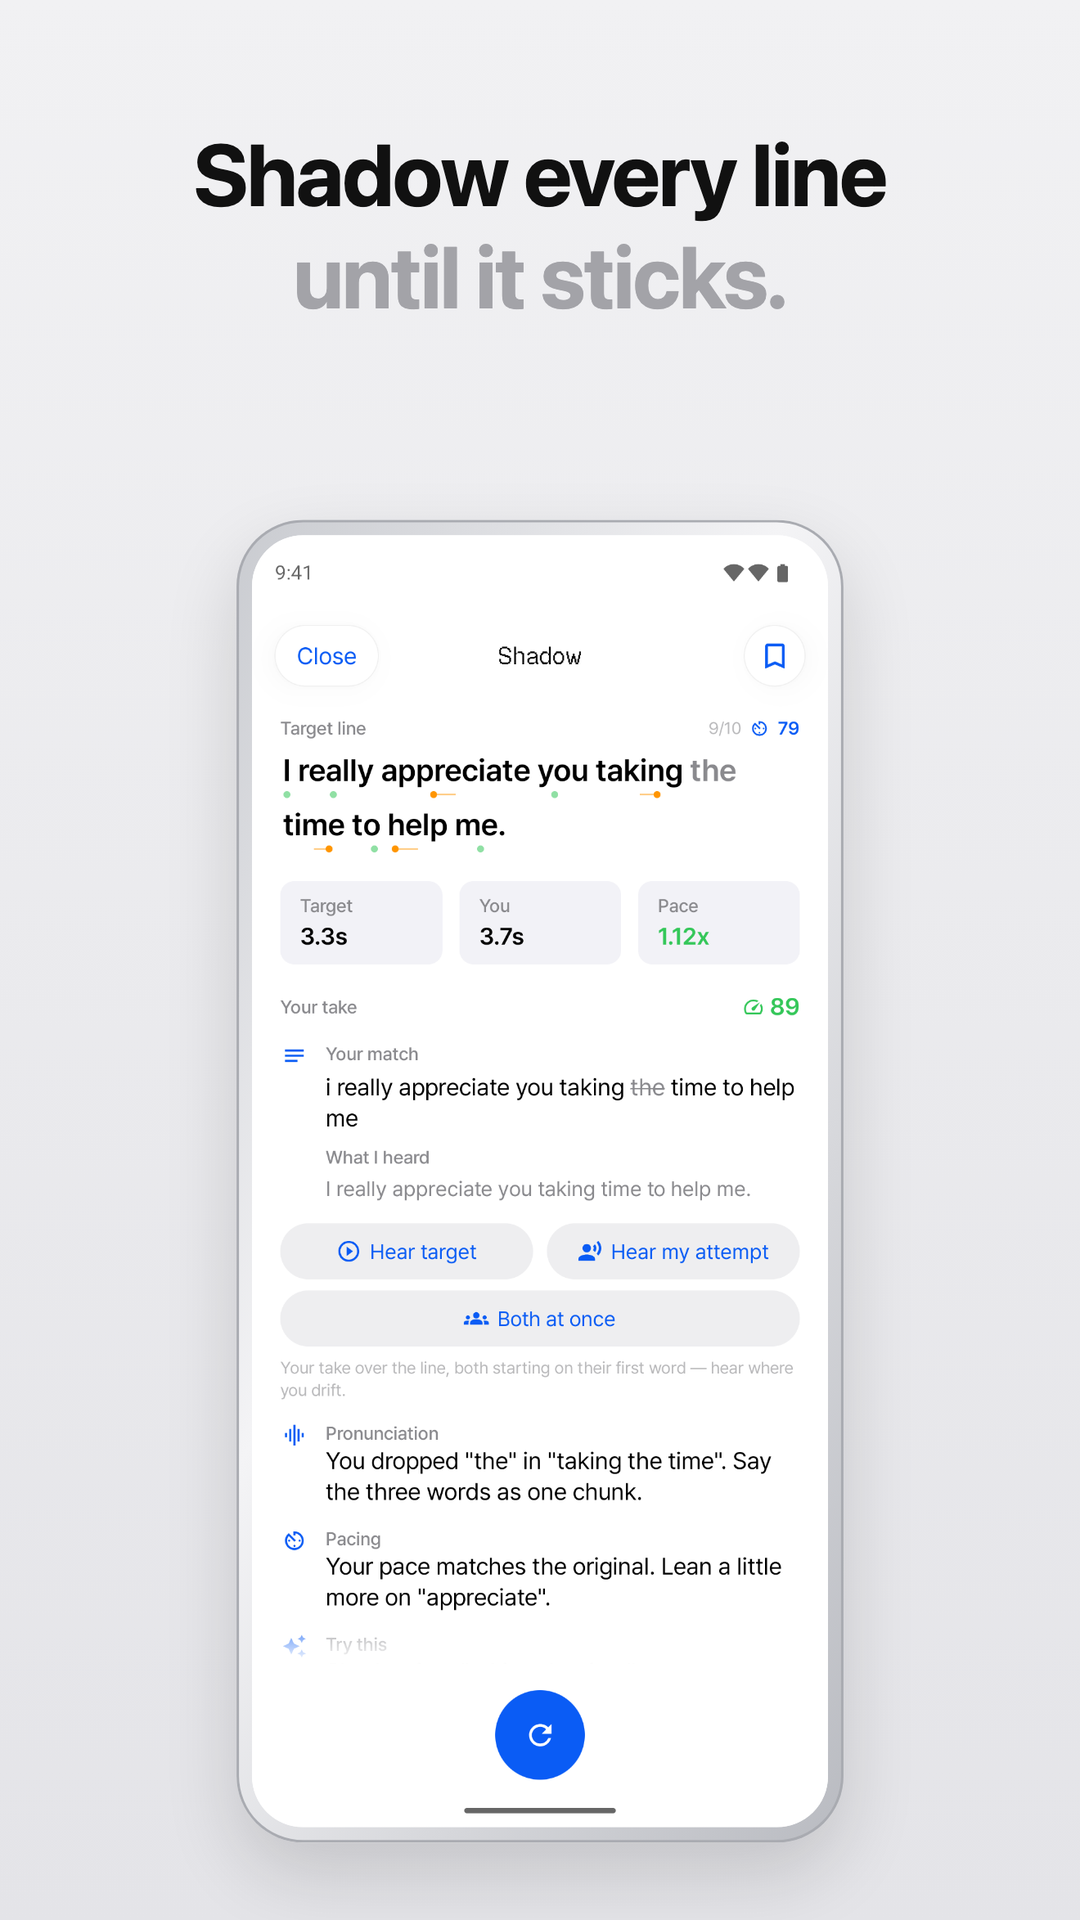 Shadow every line
until it sticks.
9:41
Close
Shadow
Target line
9/10
79
I really appreciate you taking the
time to help me.
Target
3.3s
You
3.7s
Pace
1.12x
Your take
89
Your match
i really appreciate you taking the time to help
me
What I heard
I really appreciate you taking time to help me.
Hear target
Hear my attempt
Both at once
Your take over the line, both starting on their first word — hear where
you drift.
Pronunciation
You dropped "the" in "taking the time". Say
the three words as one chunk.
Pacing
Your pace matches the original. Lean a little
more on "appreciate".
Try this